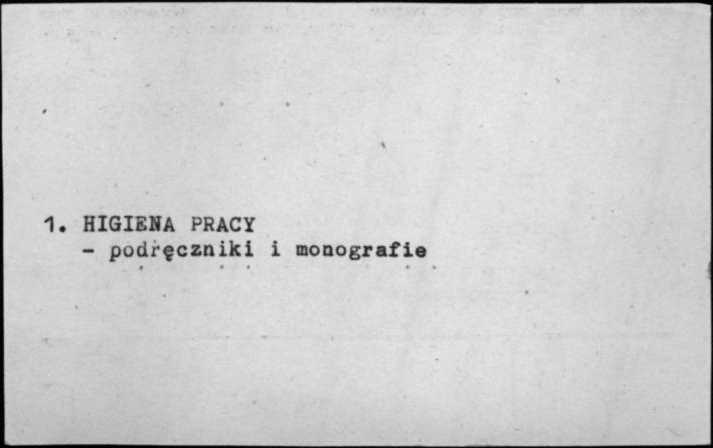 1. HIGIENA PRACY
- podręczniki i monografie